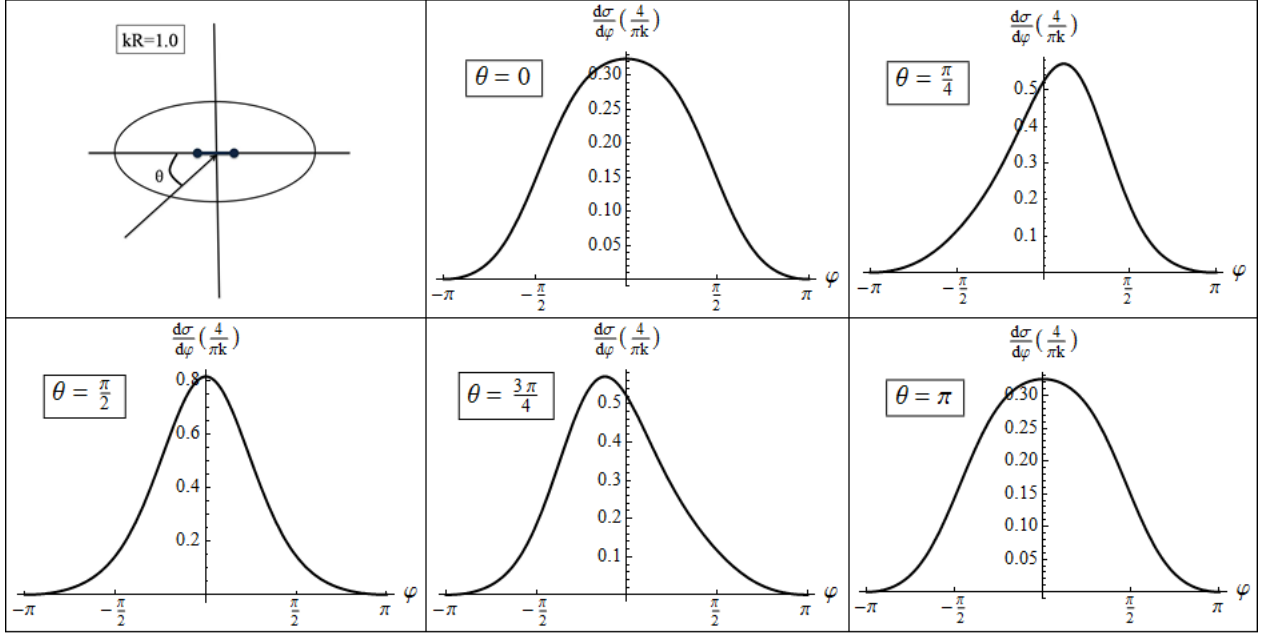 kR=1.0
θ
dσ/dφ (4/πk)
θ = 0
0.30
0.25
0.20
0.15
0.10
0.05
-π
-π/2
π/2
π
φ
dσ/dφ (4/πk)
θ = π/4
0.5
0.4
0.3
0.2
0.1
-π
-π/2
π/2
π
φ
dσ/dφ (4/πk)
θ = π/2
0.8
0.6
0.4
0.2
-π
-π/2
π/2
π
φ
dσ/dφ (4/πk)
θ = 3π/4
0.5
0.4
0.3
0.2
0.1
-π
-π/2
π/2
π
φ
dσ/dφ (4/πk)
θ = π
0.30
0.25
0.20
0.15
0.10
0.05
-π
-π/2
π/2
π
φ